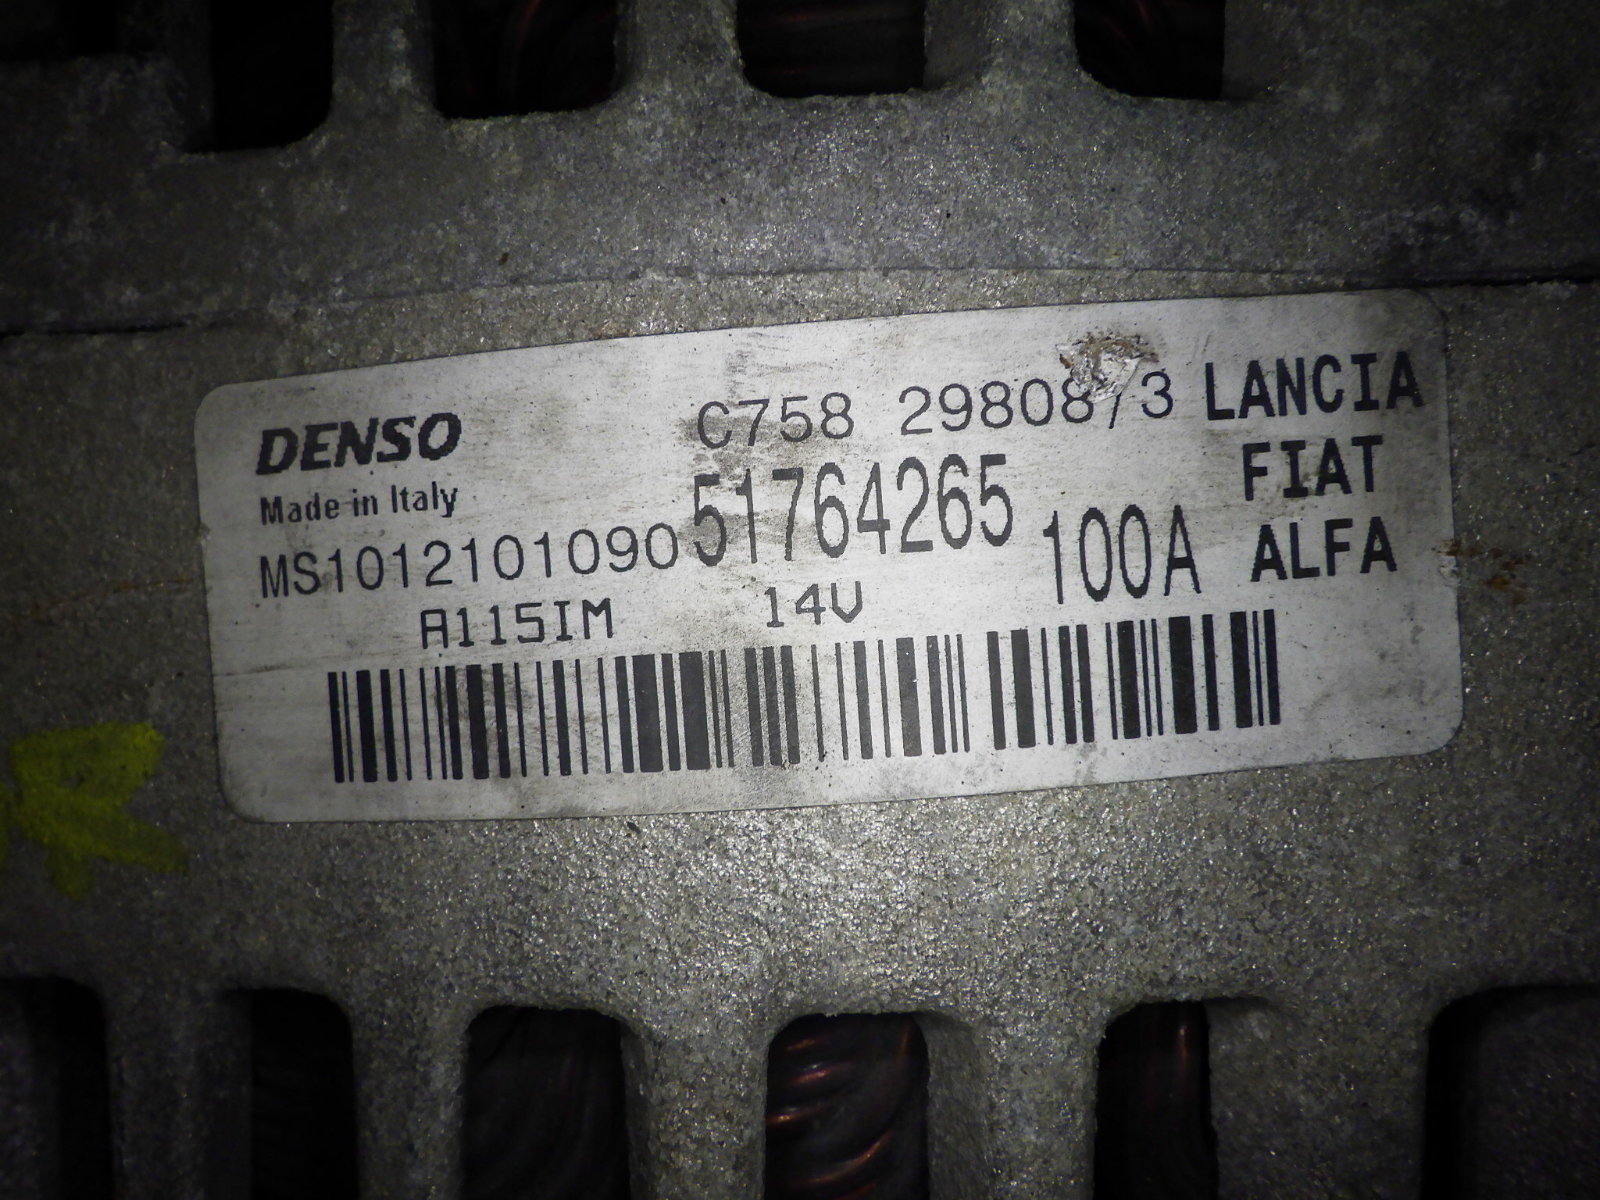 DENSO C758 29808/3 LANCIA
Made in Italy 51764265 FIAT
MS1012101090 100A ALFA
A115IM 14V